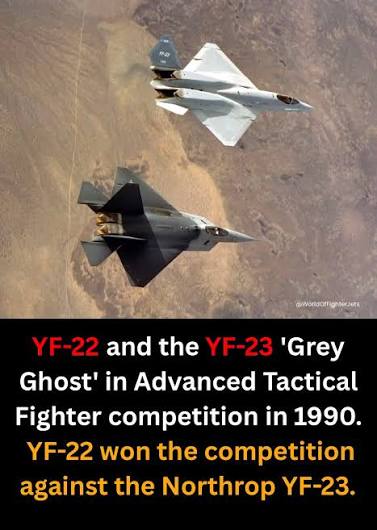 @WorldOfFighterJets
YF-22 and the YF-23 'Grey
Ghost' in Advanced Tactical
Fighter competition in 1990.
YF-22 won the competition
against the Northrop YF-23.